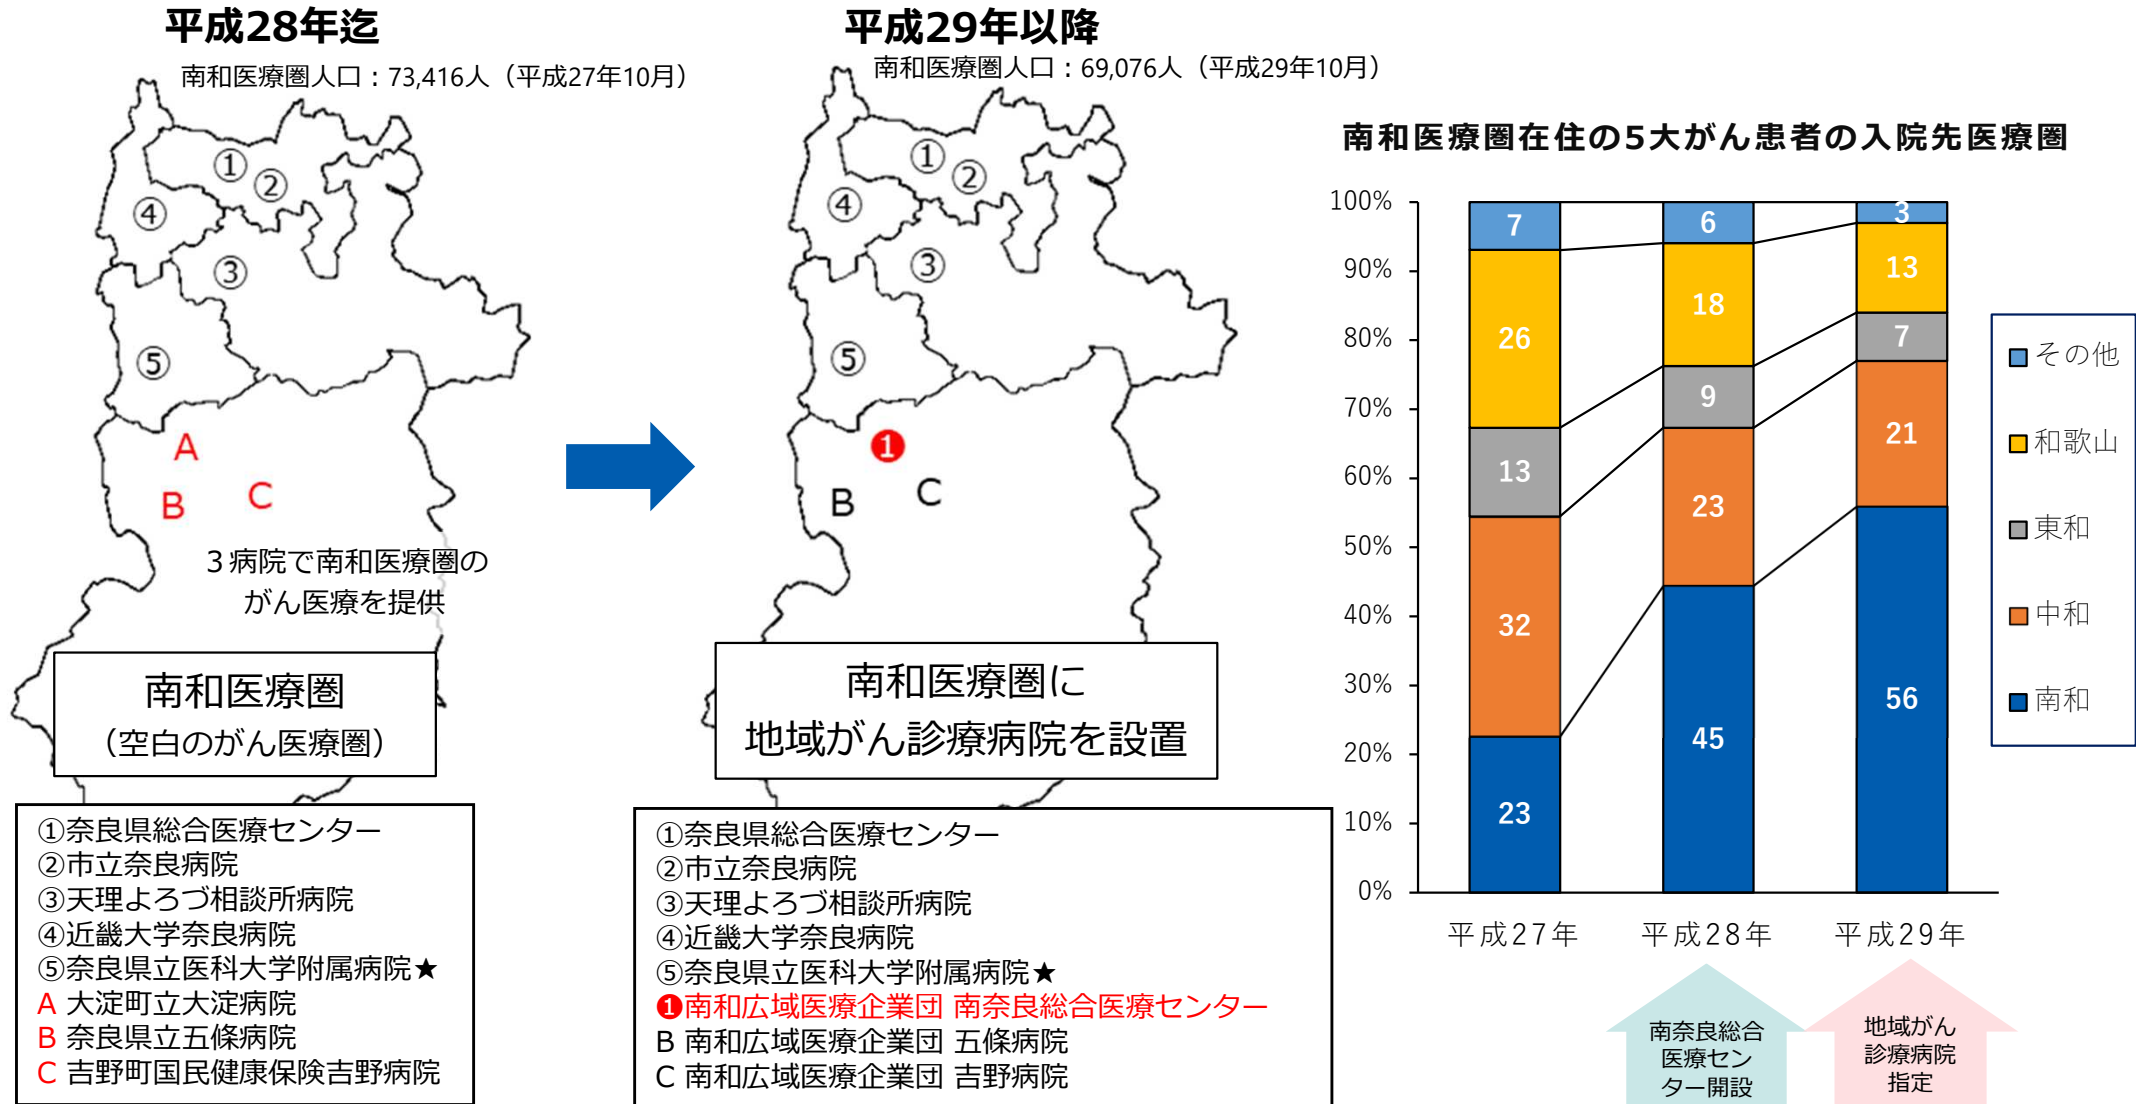 平成28年迄
南和医療圏人口：73,416人（平成27年10月）
①
②
④
③
⑤
A
B
C
３病院で南和医療圏の
がん医療を提供
南和医療圏
（空白のがん医療圏）
①奈良県総合医療センター
②市立奈良病院
③天理よろづ相談所病院
④近畿大学奈良病院
⑤奈良県立医科大学附属病院★
A 大淀町立大淀病院
B 奈良県立五條病院
C 吉野町国民健康保険吉野病院
平成29年以降
南和医療圏人口：69,076人（平成29年10月）
①
②
④
③
⑤
❶
B
C
南和医療圏に
地域がん診療病院を設置
①奈良県総合医療センター
②市立奈良病院
③天理よろづ相談所病院
④近畿大学奈良病院
⑤奈良県立医科大学附属病院★
❶南和広域医療企業団 南奈良総合医療センター
B 南和広域医療企業団 五條病院
C 南和広域医療企業団 吉野病院
南和医療圏在住の5大がん患者の入院先医療圏
100%
90%
80%
70%
60%
50%
40%
30%
20%
10%
0%
7
26
13
32
23
6
18
9
23
45
3
13
7
21
56
平成27年
平成28年
平成29年
その他
和歌山
東和
中和
南和
南奈良総合
医療セン
ター開設
地域がん
診療病院
指定